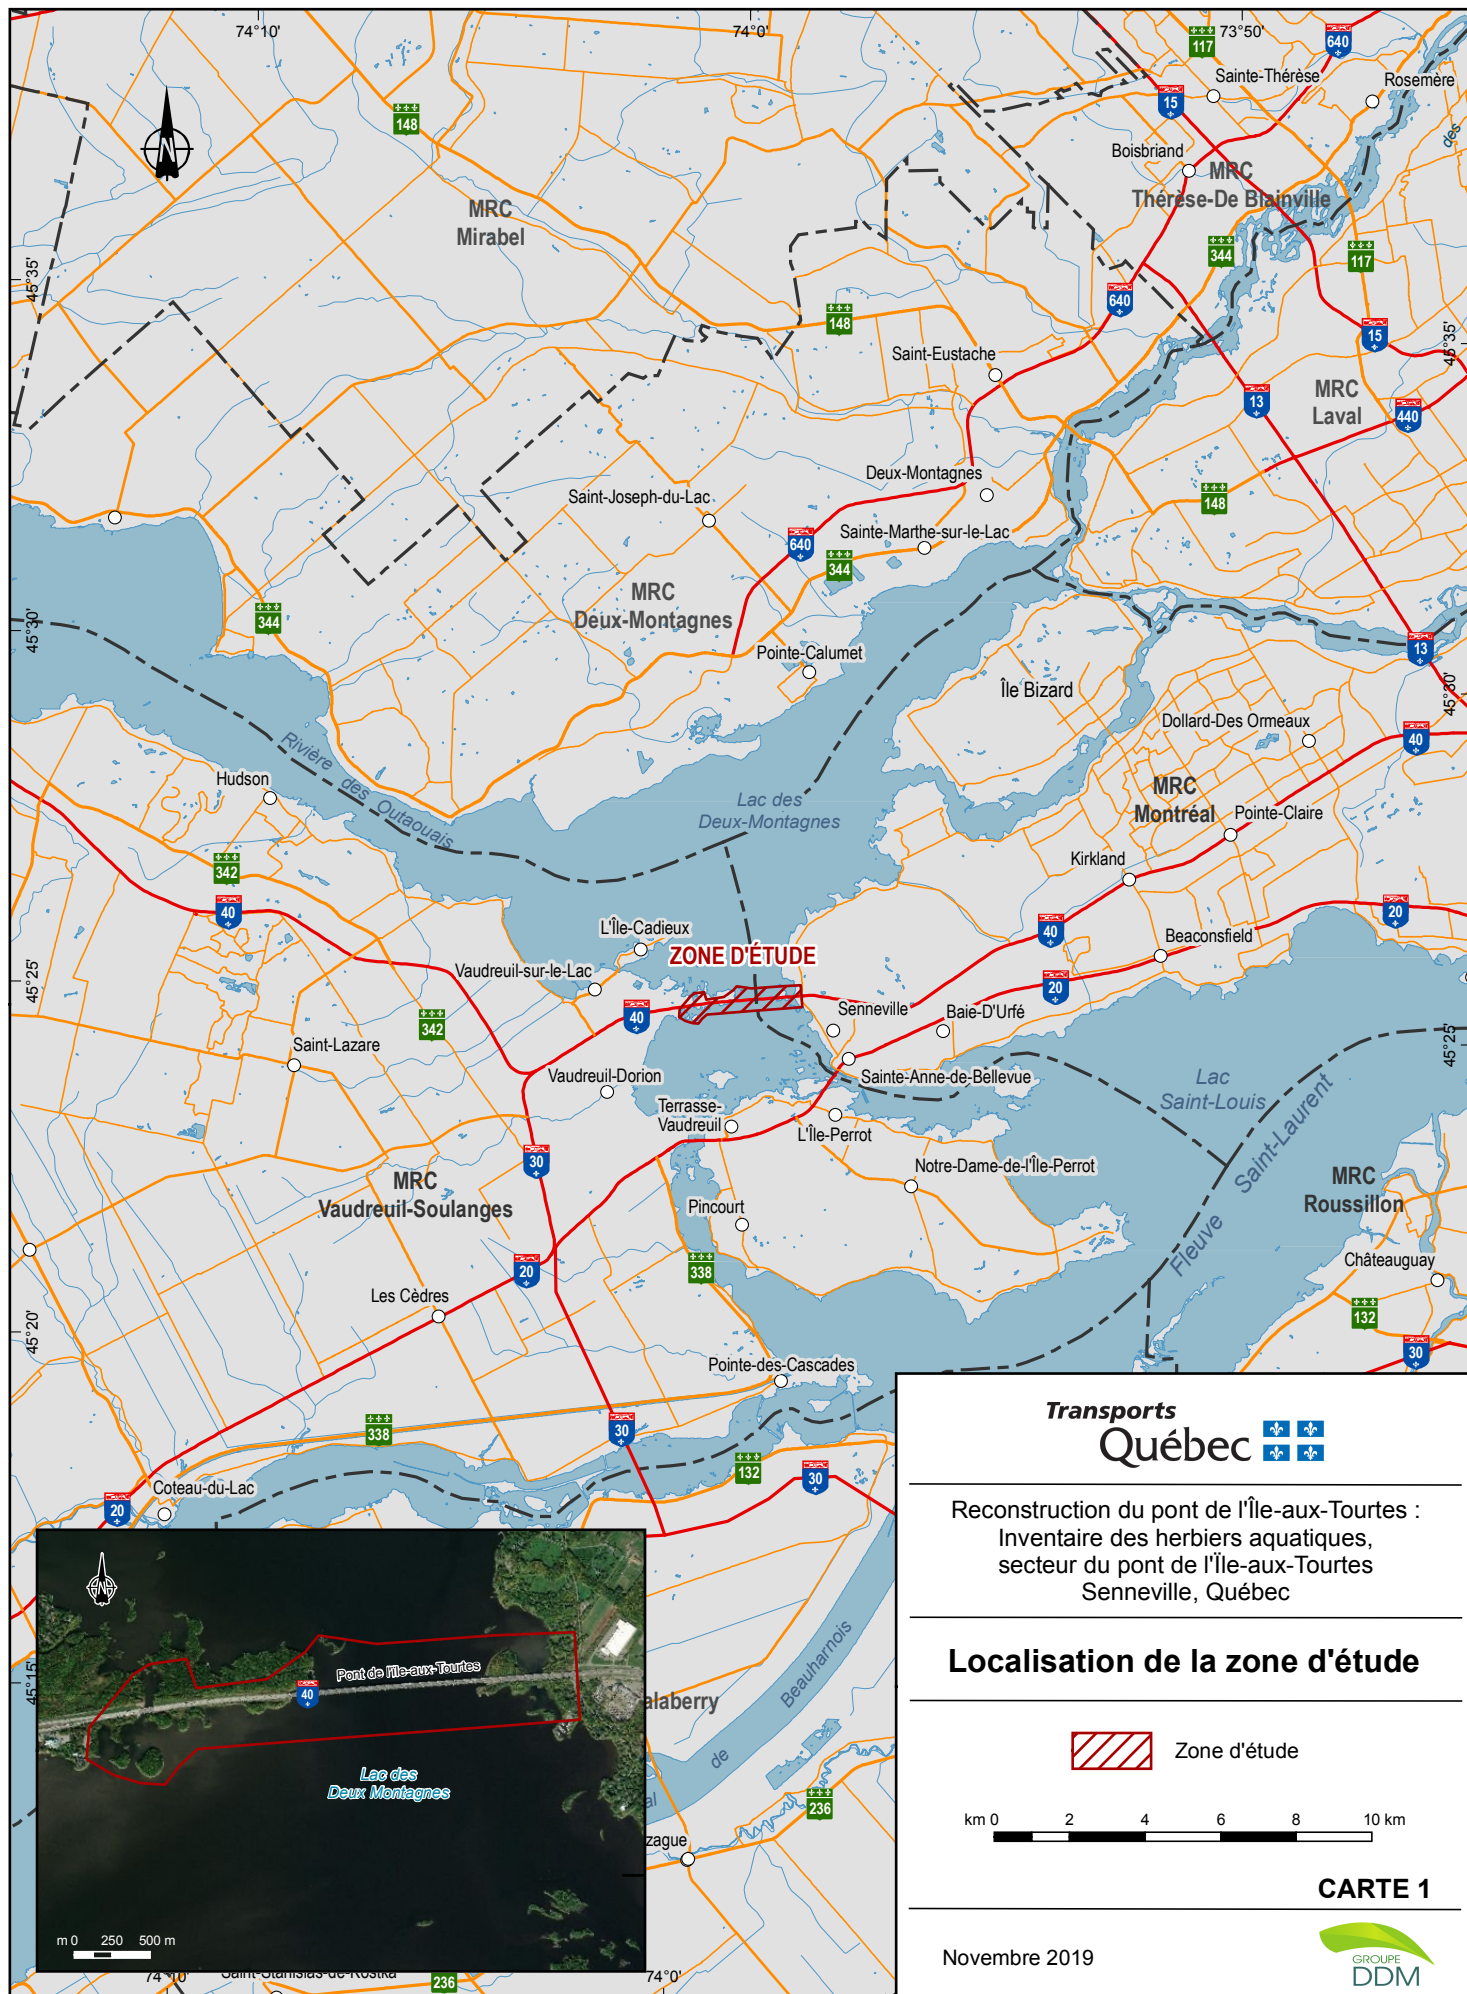 74°10'
74°0'
73°50'
117
640
Sainte-Thérèse
Rosemère
15
148
des
Boisbriand
MRC
Thérèse-De Blainville
MRC
Mirabel
344
117
45°35'
640
148
15
45°35'
Saint-Eustache
MRC
Laval
13
440
Deux-Montagnes
Saint-Joseph-du-Lac
148
640
Sainte-Marthe-sur-le-Lac
344
MRC
Deux-Montagnes
344
45°30'
13
Pointe-Calumet
Île Bizard
45°30'
Dollard-Des Ormeaux
40
Rivière des Outaouais
Hudson
Lac des
Deux-Montagnes
MRC
Montréal
Pointe-Claire
Kirkland
342
40
20
L'Île-Cadieux
40
Beaconsfield
ZONE D'ÉTUDE
Vaudreuil-sur-le-Lac
45°25'
20
342
40
Senneville
Baie-D'Urfé
45°25'
Saint-Lazare
Vaudreuil-Dorion
Sainte-Anne-de-Bellevue
Lac
Saint-Louis
Terrasse-
Vaudreuil
L'Île-Perrot
30
Notre-Dame-de-l'Île-Perrot
MRC
Vaudreuil-Soulanges
MRC
Roussillon
Fleuve Saint-Laurent
Pincourt
338
20
Châteauguay
Les Cèdres
132
45°20'
30
Pointe-des-Cascades
338
30
132
30
Coteau-du-Lac
20
45°15'
Pont de l'Île-aux-Tourtes
40
Lac des
Deux Montagnes
m 0 250 500 m
alaberry
al de Beauharnois
236
zague
74°10'
Saint-Stanislas-de-Kostka
236
74°0'
Transports
Québec
Reconstruction du pont de l'Île-aux-Tourtes :
Inventaire des herbiers aquatiques,
secteur du pont de l'Ïle-aux-Tourtes
Senneville, Québec
Localisation de la zone d'étude
Zone d'étude
km 0 2 4 6 8 10 km
CARTE 1
Novembre 2019
GROUPE
DDM
N
N